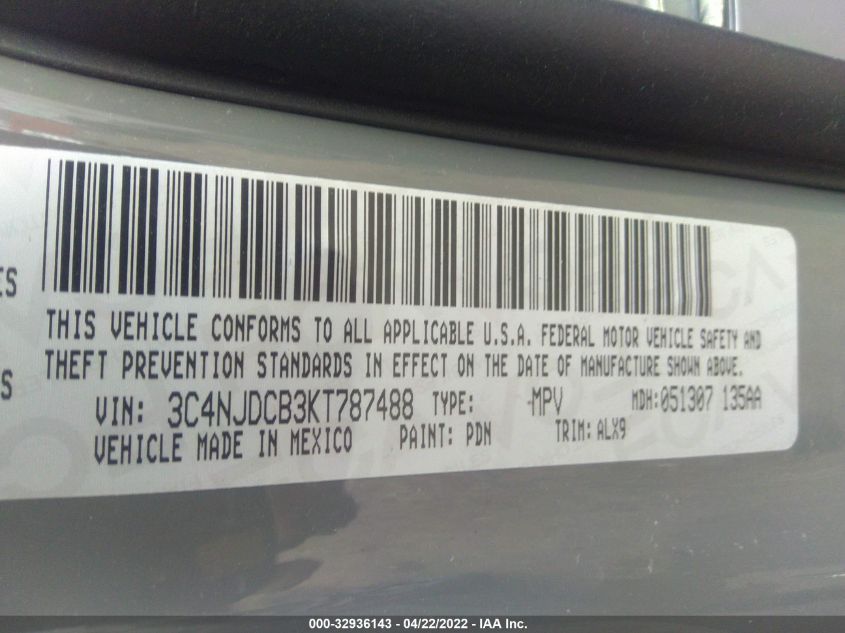 ES
THIS VEHICLE CONFORMS TO ALL APPLICABLE U.S.A. FEDERAL MOTOR VEHICLE SAFETY AND
THEFT PREVENTION STANDARDS IN EFFECT ON THE DATE OF MANUFACTURE SHOWN ABOVE.
S
VIN: 3C4NJDCB3KT787488 TYPE: -MPV MDH:051307 135AA
VEHICLE MADE IN MEXICO PAINT: PDN TRIM: ALX9
000-32936143 - 04/22/2022 - IAA Inc.